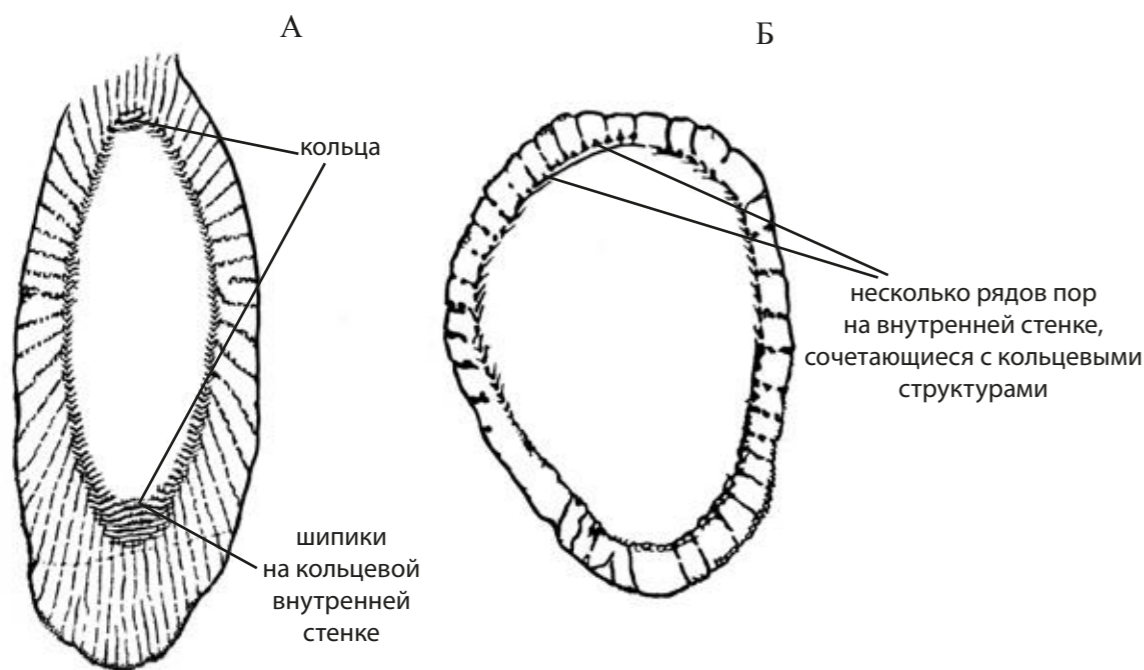 А
Б
кольца
несколько рядов пор
на внутренней стенке,
сочетающиеся с кольцевыми
структурами
шипики
на кольцевой
внутренней
стенке